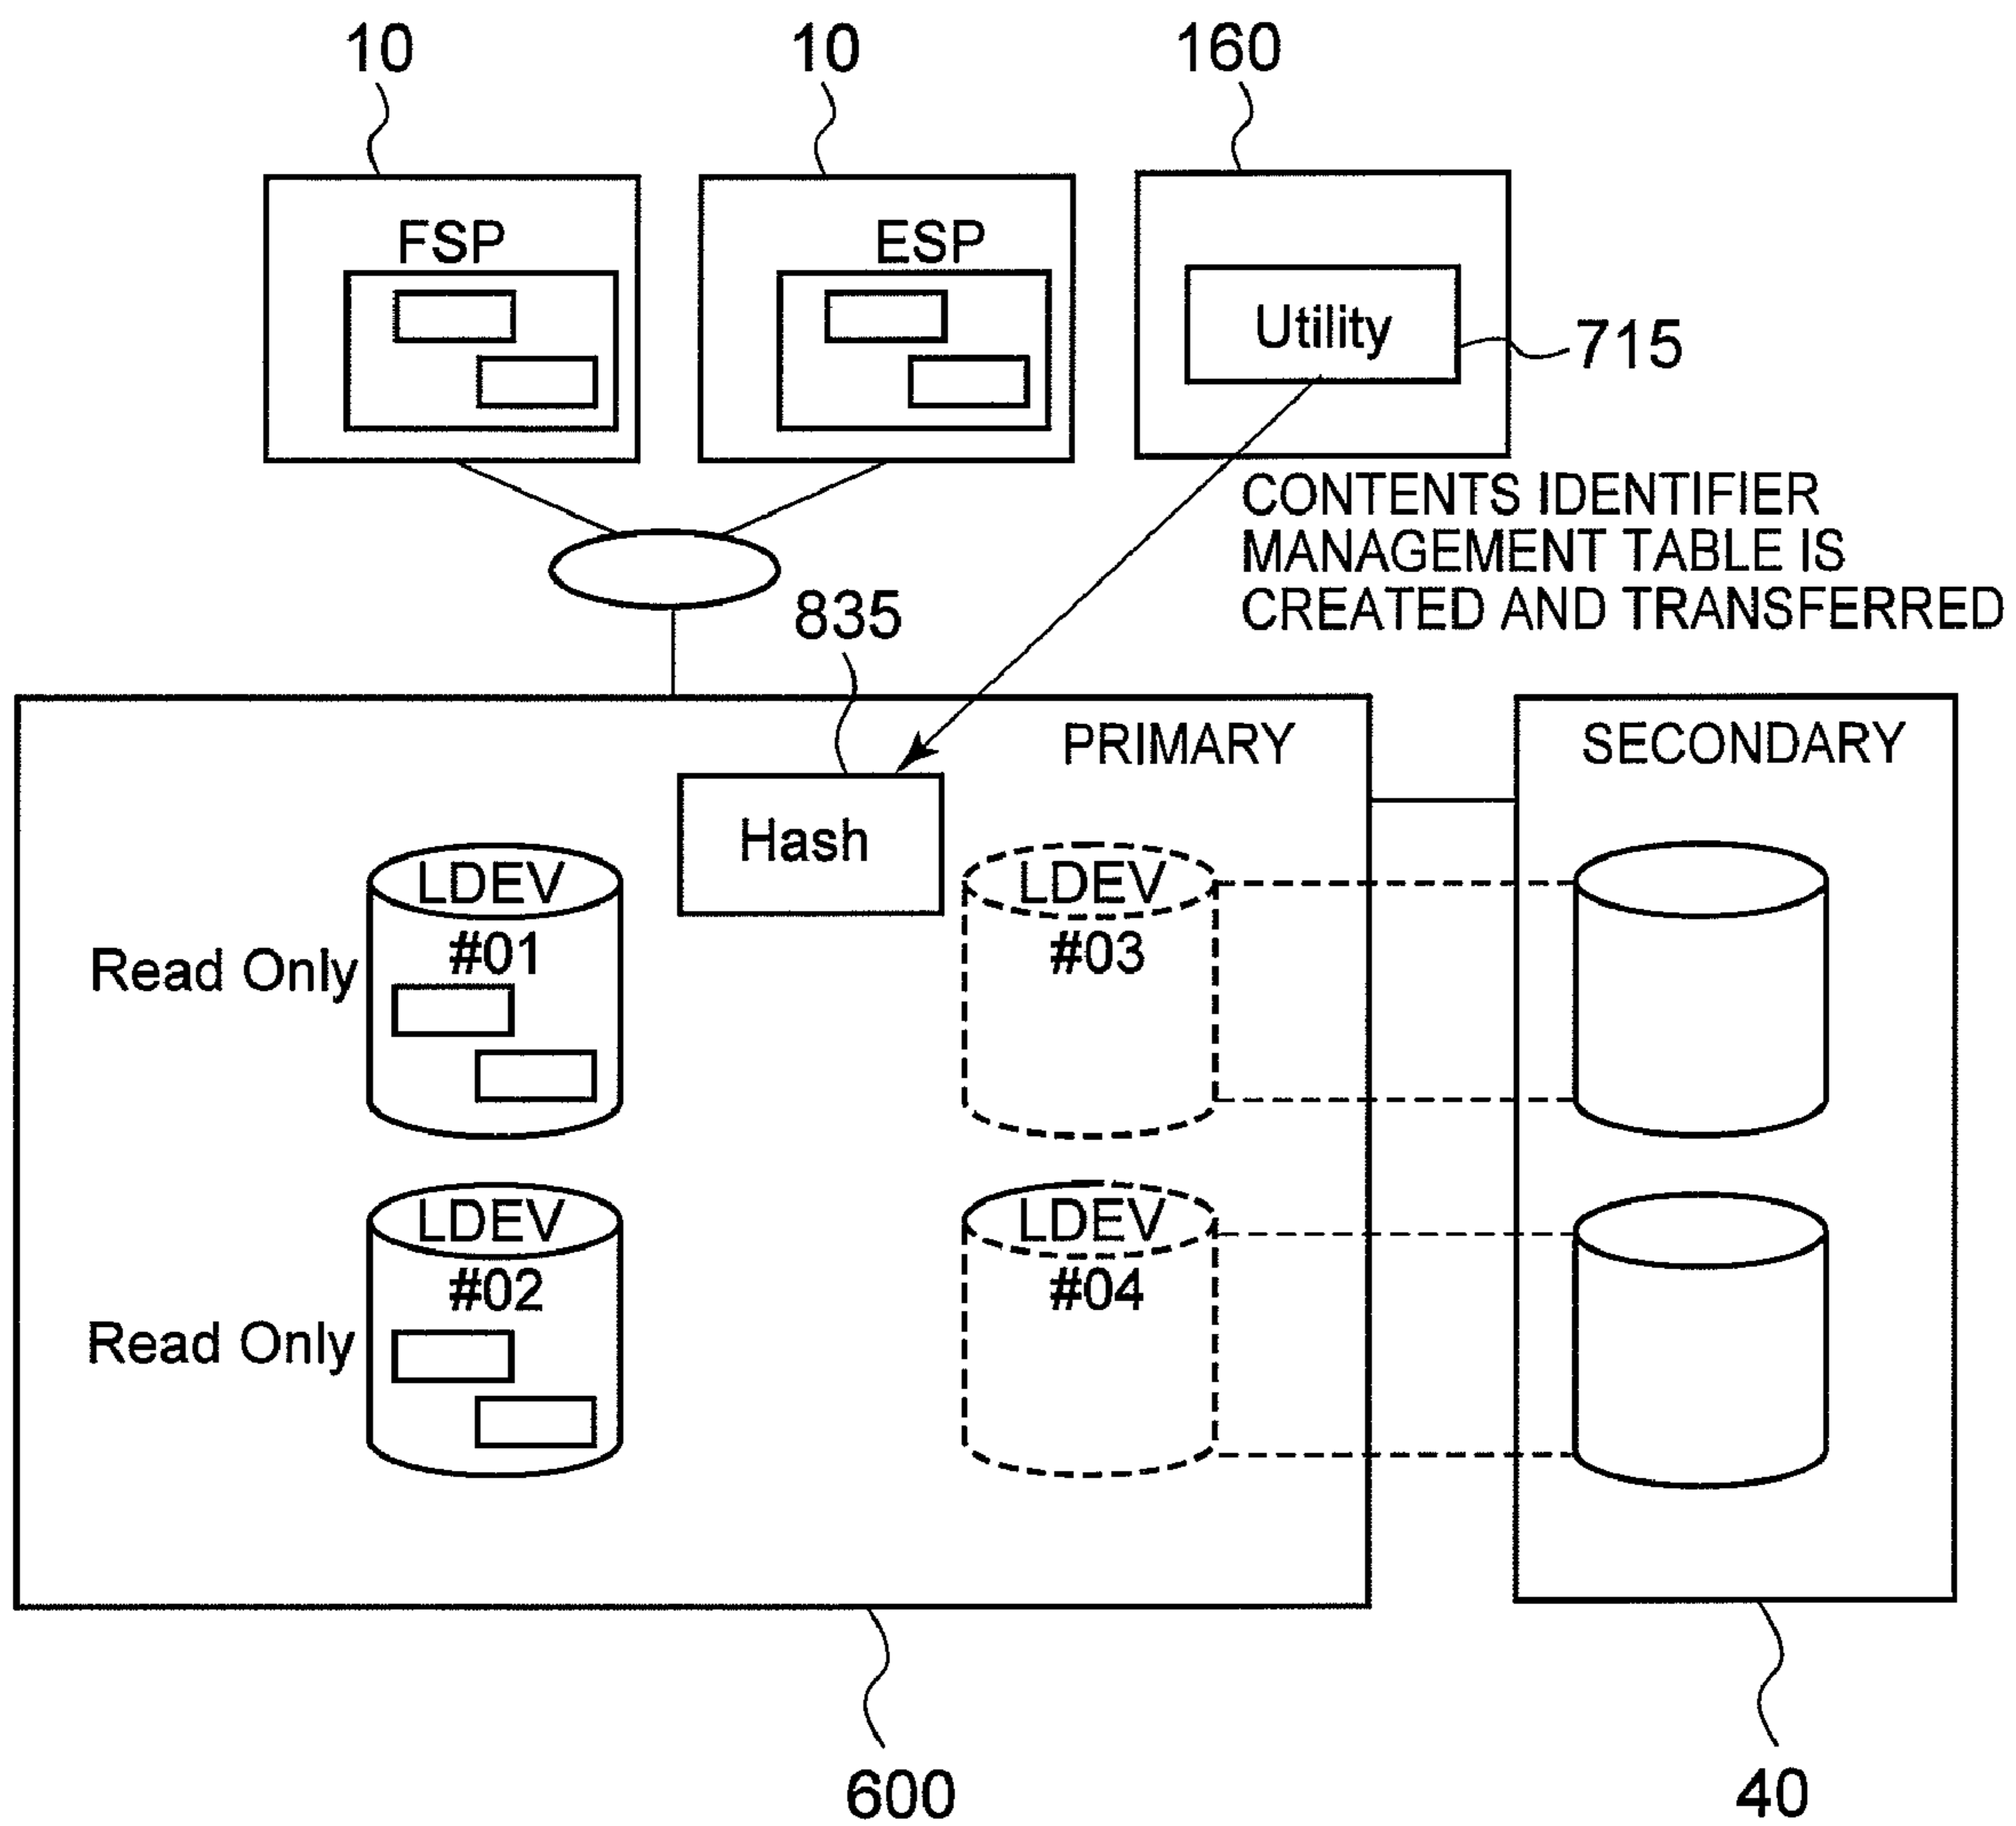 10
10
160
FSP
ESP
Utility
715
CONTENTS IDENTIFIER
MANAGEMENT TABLE IS
CREATED AND TRANSFERRED
835
PRIMARY
SECONDARY
Hash
LDEV
#01
LDEV
#03
Read Only
LDEV
#02
LDEV
#04
Read Only
600
40